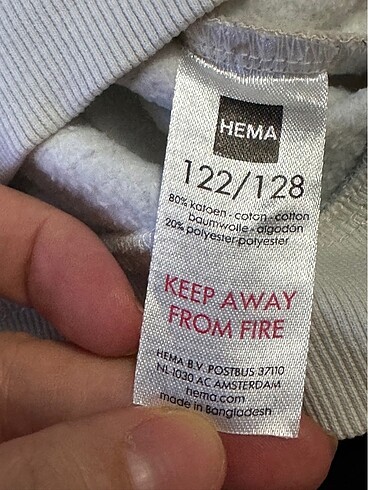 HEMA
122/128
80% katoen - coton - cotton
baumwolle - algodón
20% polyester-polyester
KEEP AWAY
FROM FIRE
HEMA B.V. POSTBUS 37110
NL-1030 AC AMSTERDAM
hema.com
made in Bangladesh